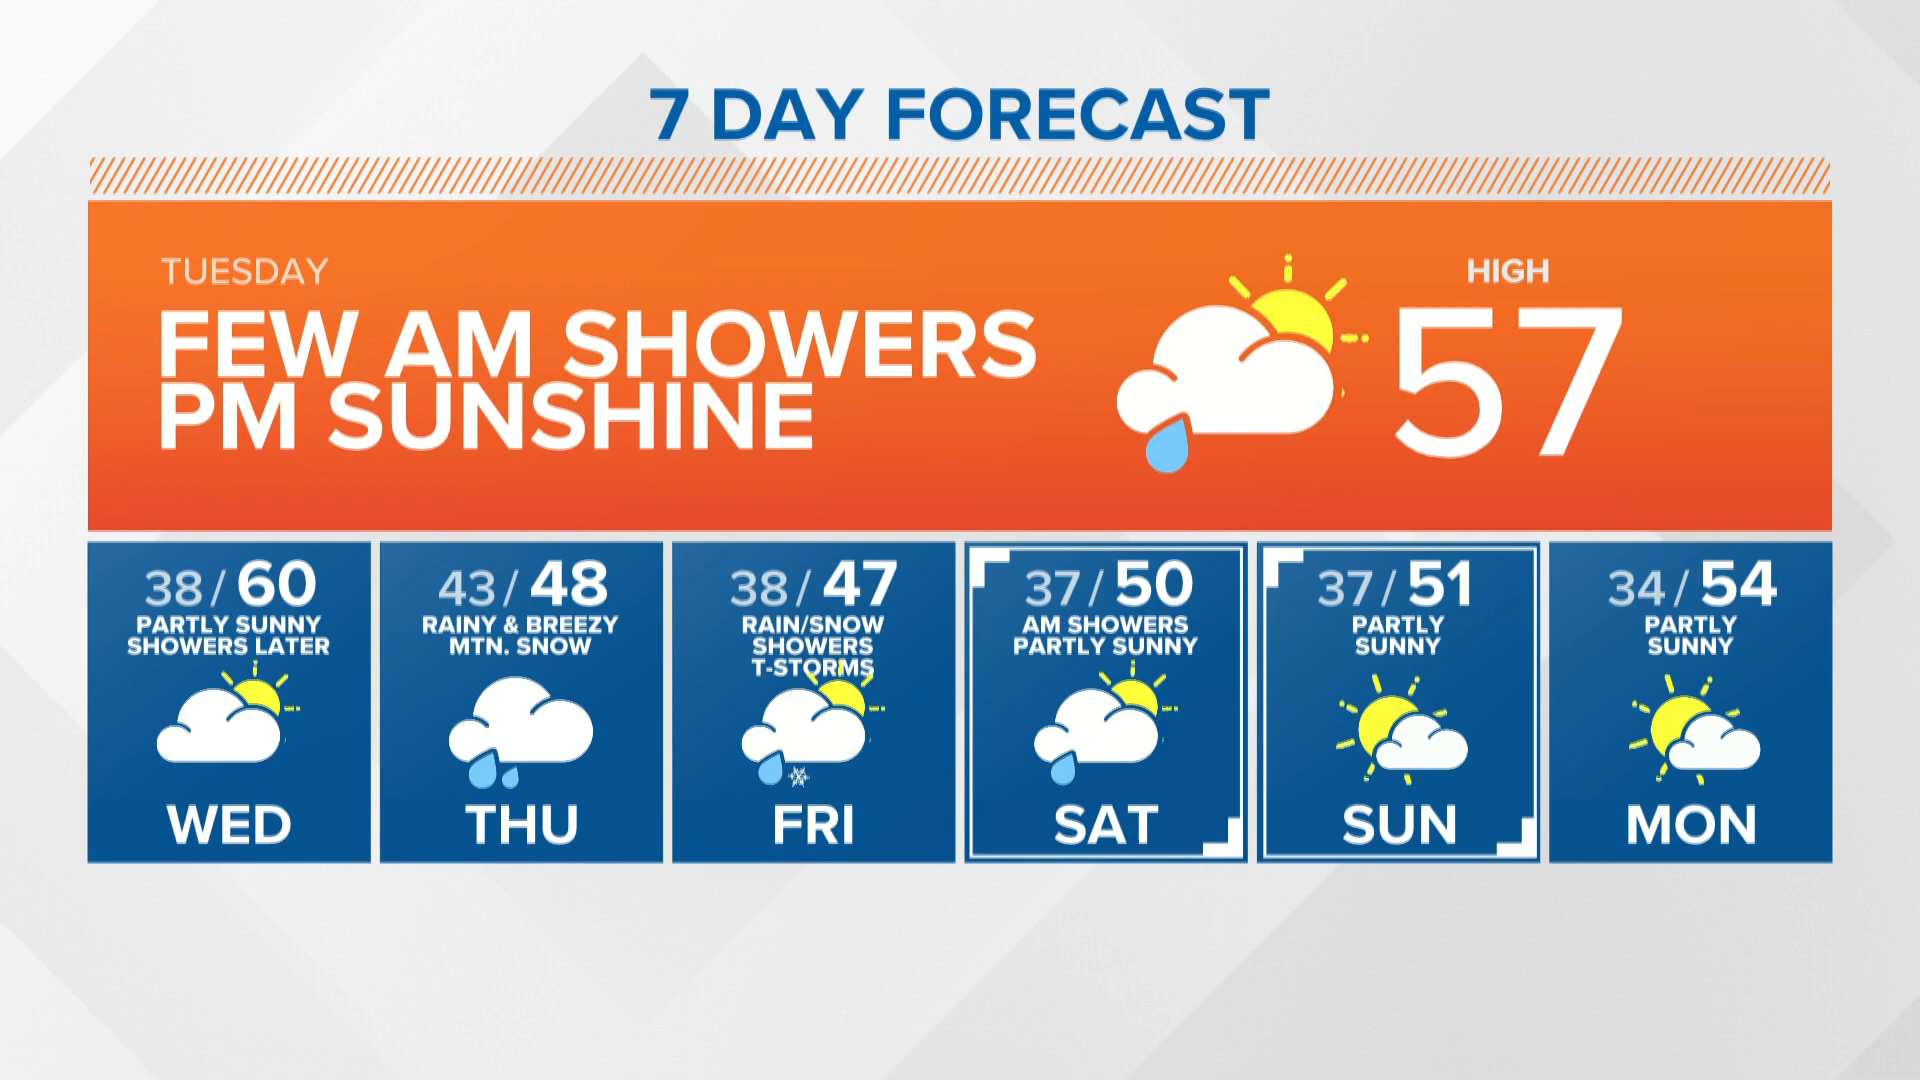 7 DAY FORECAST
TUESDAY
FEW AM SHOWERS
PM SUNSHINE
HIGH
57
38/60
PARTLY SUNNY
SHOWERS LATER
WED
43/48
RAINY & BREEZY
MTN. SNOW
THU
38/47
RAIN/SNOW
SHOWERS
T-STORMS
FRI
37/50
AM SHOWERS
PARTLY SUNNY
SAT
37/51
PARTLY
SUNNY
SUN
34/54
PARTLY
SUNNY
MON